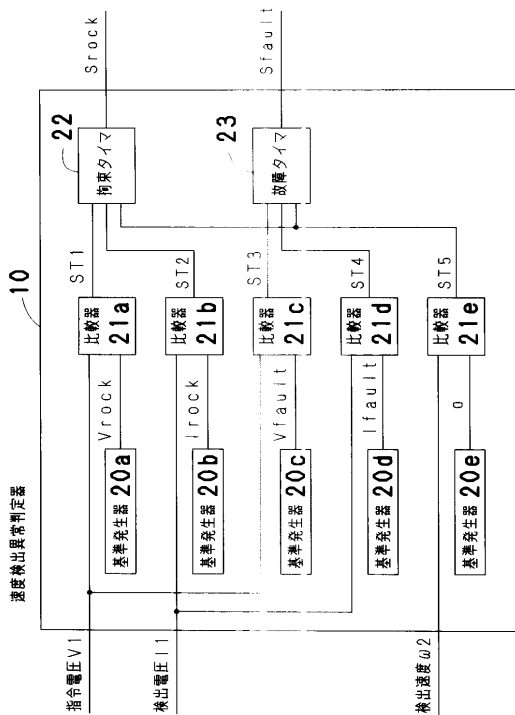 速度検出異常判定器
10
指令電圧V1
検出電圧I1
検出速度ω2
基準発生器 20a
基準発生器 20b
基準発生器 20c
基準発生器 20d
基準発生器 20e
Vrock
Irock
Vfault
Ifault
0
比較器 21a
比較器 21b
比較器 21c
比較器 21d
比較器 21e
ST1
ST2
ST3
ST4
ST5
22
拘束タイマ
23
故障タイマ
Srock
Sfault